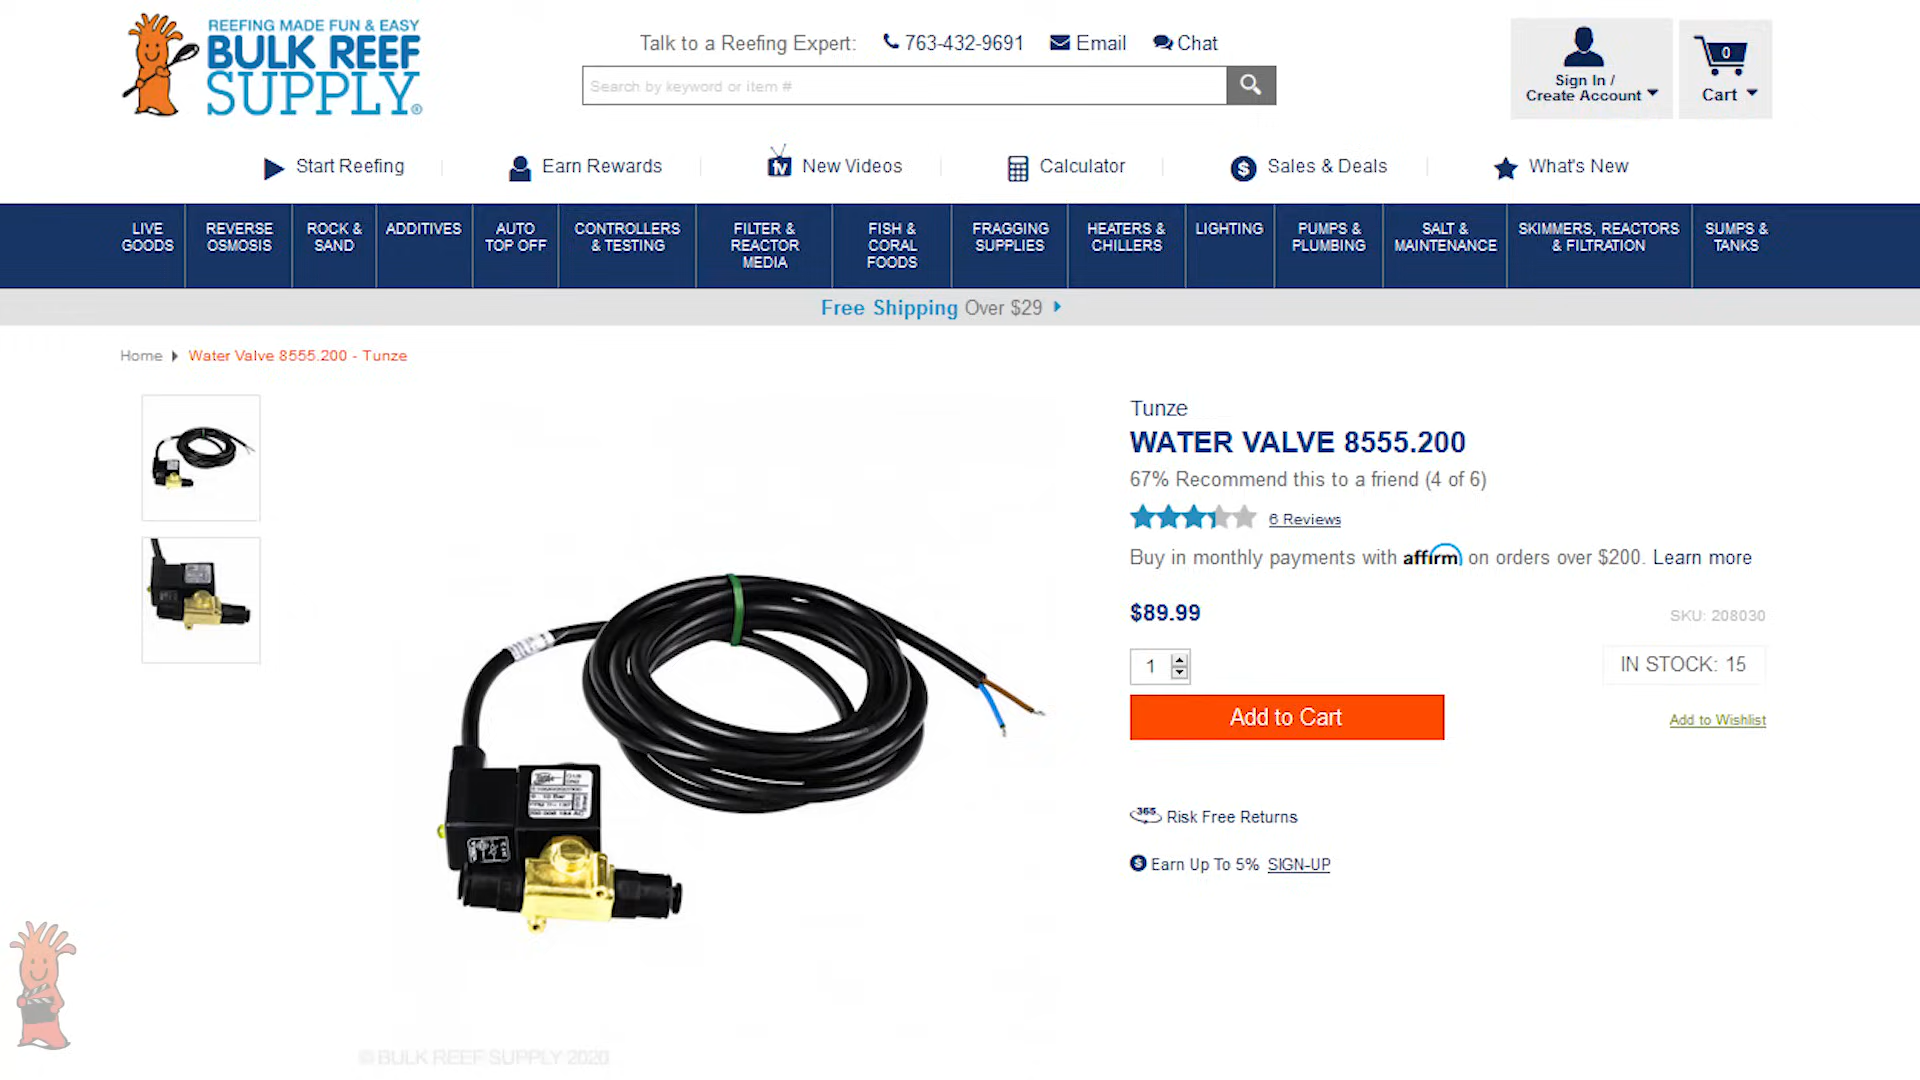 REEFING MADE FUN & EASY
BULK REEF
SUPPLY®
Talk to a Reefing Expert: 763-432-9691 Email Chat
Search by keyword or item #
Sign In /
Create Account
0
Cart
Start Reefing
Earn Rewards
tv New Videos
Calculator
$ Sales & Deals
What's New
LIVE
GOODS
REVERSE
OSMOSIS
ROCK &
SAND
ADDITIVES
AUTO
TOP OFF
CONTROLLERS
& TESTING
FILTER &
REACTOR
MEDIA
FISH &
CORAL
FOODS
FRAGGING
SUPPLIES
HEATERS &
CHILLERS
LIGHTING
PUMPS &
PLUMBING
SALT &
MAINTENANCE
SKIMMERS, REACTORS
& FILTRATION
SUMPS &
TANKS
Free Shipping Over $29
Home Water Valve 8555.200 - Tunze
Tunze
WATER VALVE 8555.200
67% Recommend this to a friend (4 of 6)
6 Reviews
Buy in monthly payments with affirm on orders over $200. Learn more
$89.99
SKU: 208030
1
IN STOCK: 15
Add to Cart
Add to Wishlist
365 Risk Free Returns
$ Earn Up To 5% SIGN-UP
© BULK REEF SUPPLY 2020